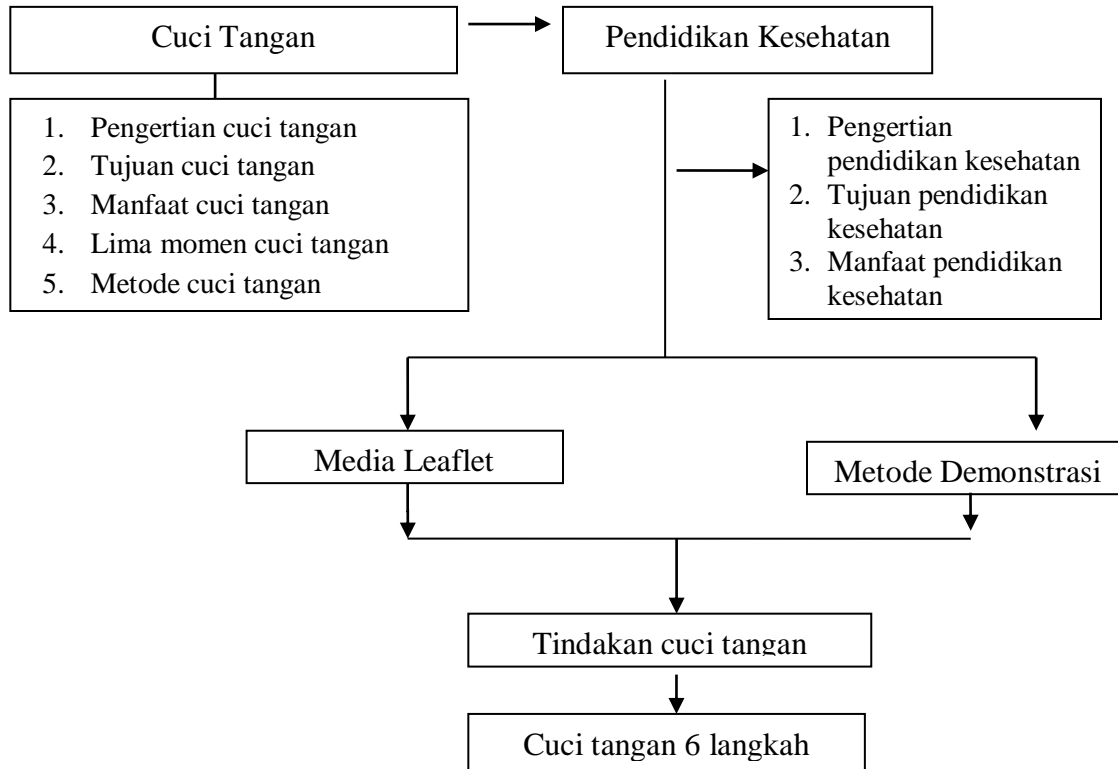 Cuci Tangan
Pendidikan Kesehatan
1. Pengertian cuci tangan
2. Tujuan cuci tangan
3. Manfaat cuci tangan
4. Lima momen cuci tangan
5. Metode cuci tangan
1. Pengertian
pendidikan kesehatan
2. Tujuan pendidikan
kesehatan
3. Manfaat pendidikan
kesehatan
Media Leaflet
Metode Demonstrasi
Tindakan cuci tangan
Cuci tangan 6 langkah